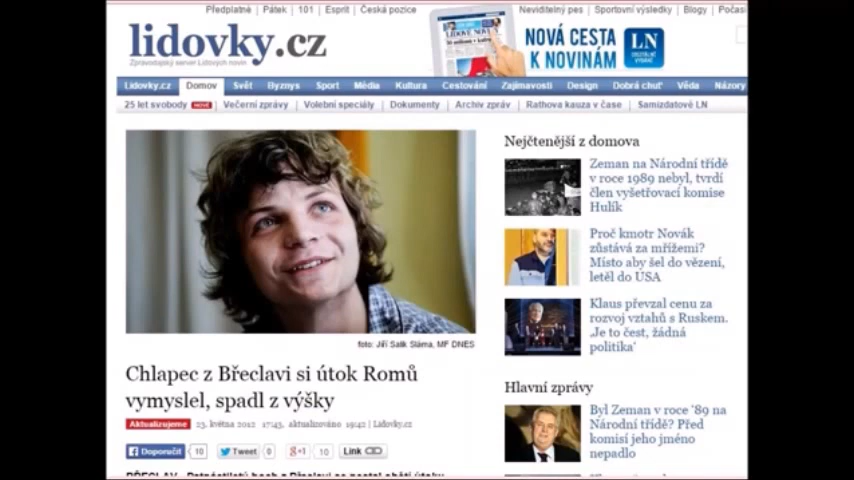 Předplatné | Pátek | 101 | Esprit | Česká pozice
Neviditelný pes | Sportovní výsledky | Blogy |
lidovky.cz
Zpravodajský server Lidových novin
NOVÁ CESTA
K NOVINÁM
LN
Lidovky.cz Domov Svět Byznys Sport Média Kultura Cestování Zajímavosti Design Dobrá chuť Věda Názory
25 let svobody NOVÉ | Večerní zprávy | Volební speciály | Dokumenty | Archiv zpráv | Rathova kauza v čase | Samizdatové LN
foto: Jiří Salik Sláma, MF DNES
Chlapec z Břeclavi si útok Romů
vymyslel, spadl z výšky
Aktualizujeme 23. května 2012 17:43, aktualizováno 19:42 | Lidovky.cz
Doporučit 10 Tweet 0 g+1 10 Link
Nejčtenější z domova
Zeman na Národní třídě
v roce 1989 nebyl, tvrdí
člen vyšetřovací komise
Hulík
Proč kmotr Novák
zůstává za mřížemi?
Místo aby šel do vězení,
letěl do USA
Klaus převzal cenu za
rozvoj vztahů s Ruskem.
‚Je to čest, žádná
politika‘
Hlavní zprávy
Byl Zeman v roce '89 na
Národní třídě? Před
komisí jeho jméno
nepadlo